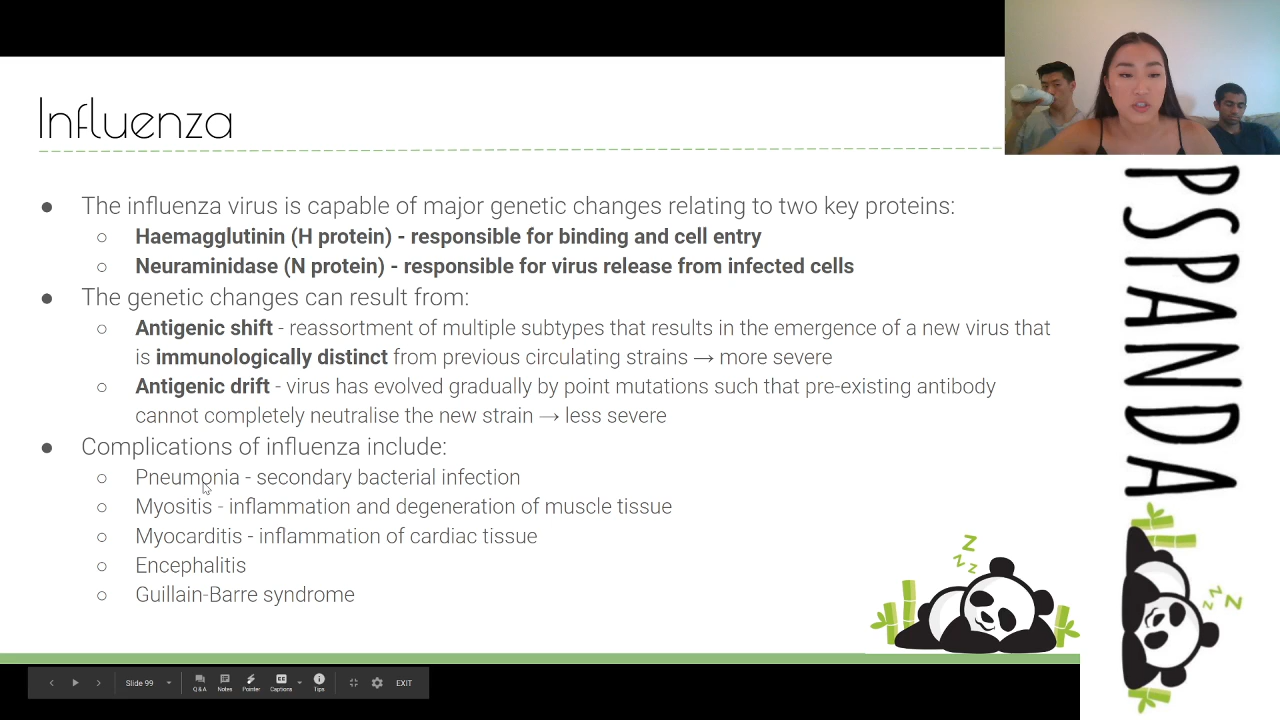 Influenza
● The influenza virus is capable of major genetic changes relating to two key proteins:
○ Haemagglutinin (H protein) - responsible for binding and cell entry
○ Neuraminidase (N protein) - responsible for virus release from infected cells
● The genetic changes can result from:
○ Antigenic shift - reassortment of multiple subtypes that results in the emergence of a new virus that
is immunologically distinct from previous circulating strains → more severe
○ Antigenic drift - virus has evolved gradually by point mutations such that pre-existing antibody
cannot completely neutralise the new strain → less severe
● Complications of influenza include:
○ Pneumonia - secondary bacterial infection
○ Myositis - inflammation and degeneration of muscle tissue
○ Myocarditis - inflammation of cardiac tissue
○ Encephalitis
○ Guillain-Barre syndrome
PSPANDA
z z z
z z z
Slide 99
Q&A Notes Pointer Captions Tips EXIT